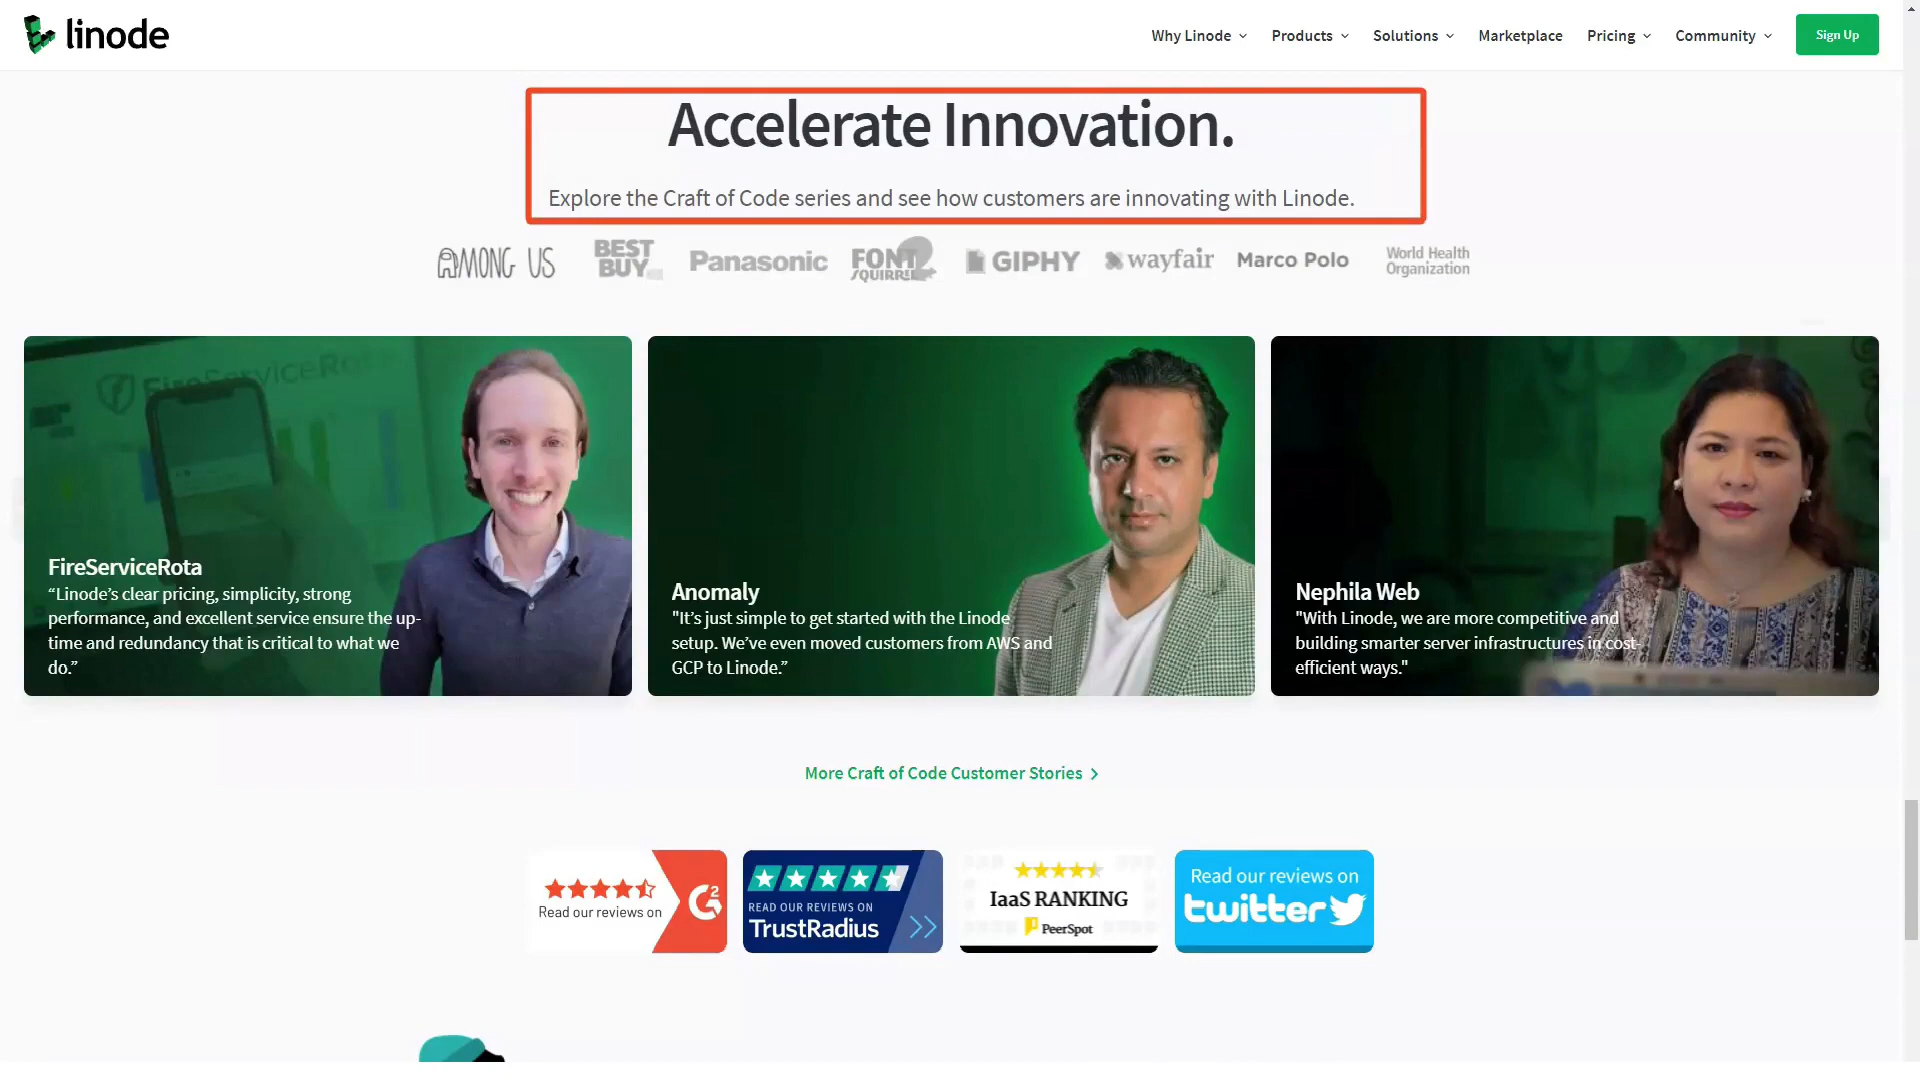 linode
Why Linode
Products
Solutions
Marketplace
Pricing
Community
Sign Up
Accelerate Innovation.
Explore the Craft of Code series and see how customers are innovating with Linode.
AMONG US
BEST
BUY
Panasonic
FONT
SQUIRREL
GIPHY
wayfair
Marco Polo
World Health
Organization
FireServiceRota
FireServiceRota
“Linode’s clear pricing, simplicity, strong
performance, and excellent service ensure the up-
time and redundancy that is critical to what we
do.”
Anomaly
"It’s just simple to get started with the Linode
setup. We’ve even moved customers from AWS and
GCP to Linode.”
Nephila Web
"With Linode, we are more competitive and
building smarter server infrastructures in cost-
efficient ways."
More Craft of Code Customer Stories
Read our reviews on
G2
READ OUR REVIEWS ON
TrustRadius
IaaS RANKING
PeerSpot
Read our reviews on
twitter